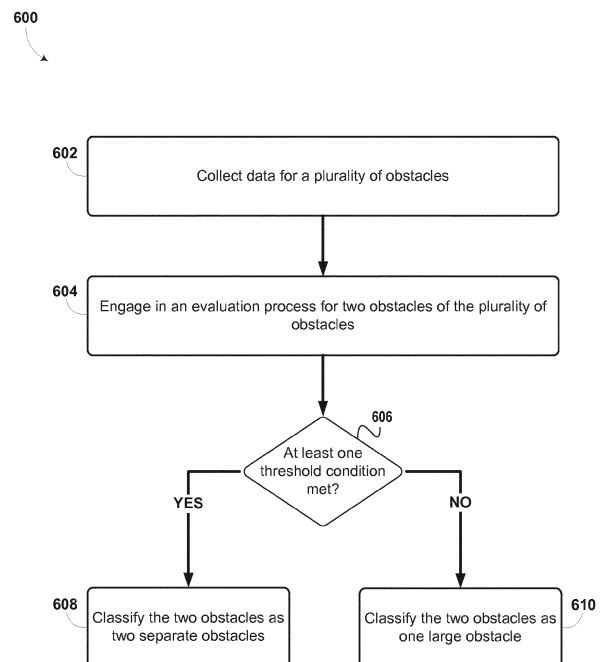 600
602
Collect data for a plurality of obstacles
604
Engage in an evaluation process for two obstacles of the plurality of
obstacles
606
At least one
threshold condition
met?
YES
NO
608
Classify the two obstacles as
two separate obstacles
610
Classify the two obstacles as
one large obstacle